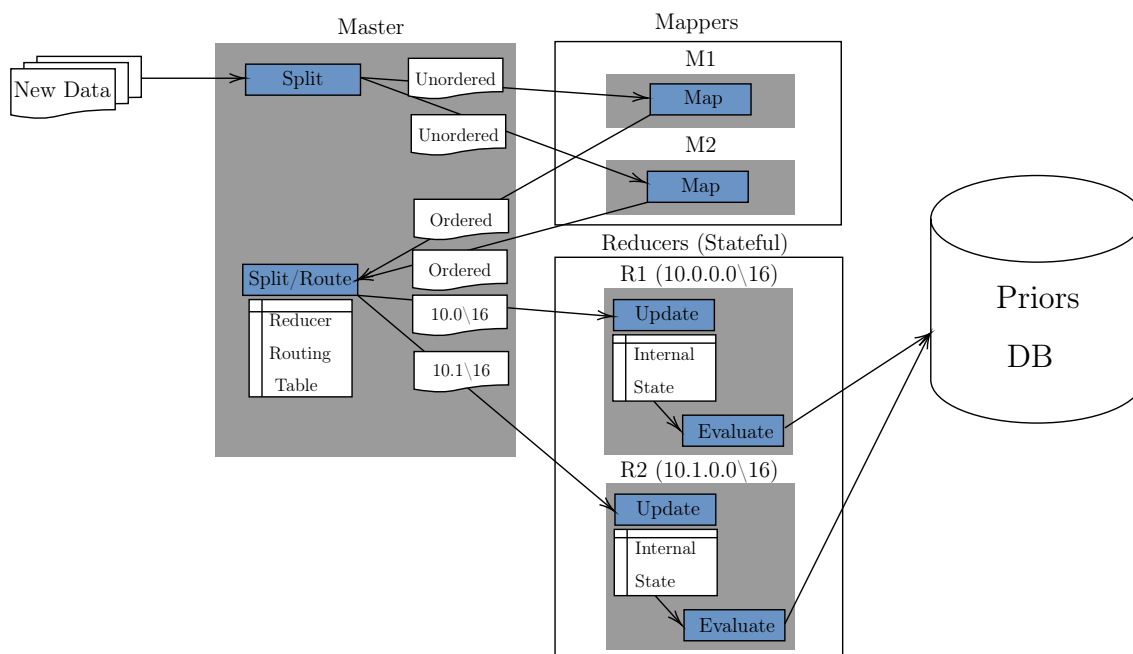 Master
Mappers
New Data
Split
Unordered
Unordered
M1
Map
M2
Map
Ordered
Ordered
Split/Route
Reducer
Routing
Table
10.0\16
10.1\16
Reducers (Stateful)
R1 (10.0.0.0\16)
Update
Internal
State
Evaluate
R2 (10.1.0.0\16)
Update
Internal
State
Evaluate
Priors
DB